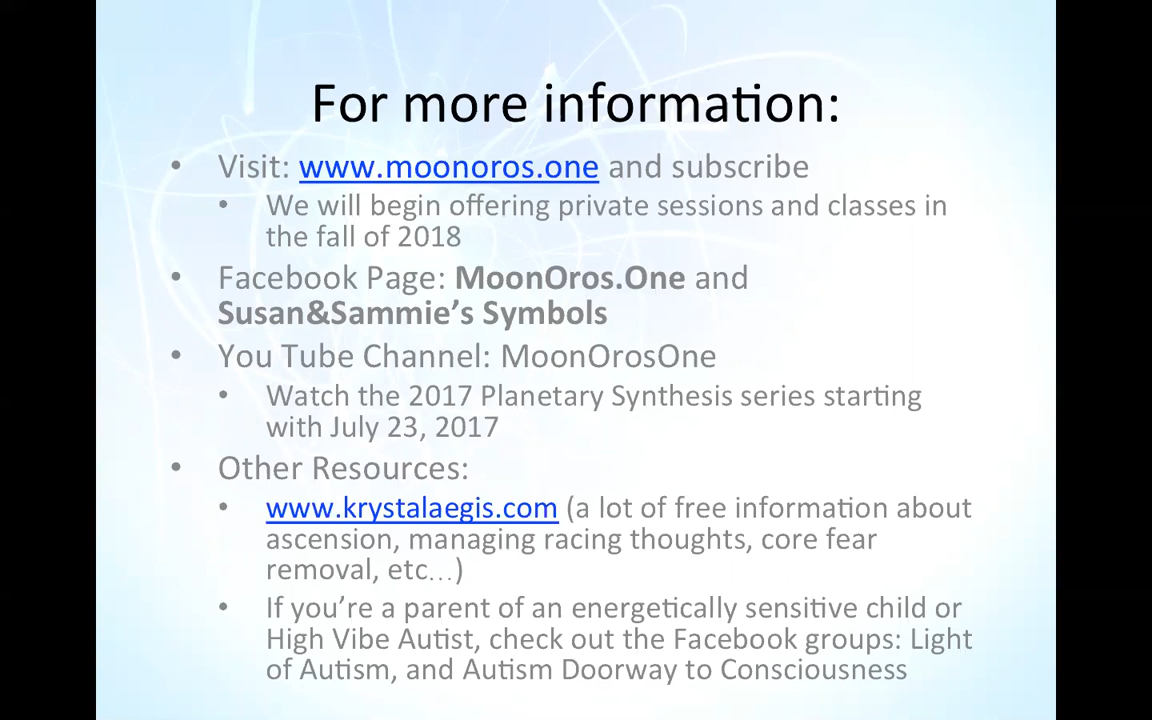 For more information:
• Visit: www.moonoros.one and subscribe
• We will begin offering private sessions and classes in
the fall of 2018
• Facebook Page: MoonOros.One and
Susan&Sammie’s Symbols
• You Tube Channel: MoonOrosOne
• Watch the 2017 Planetary Synthesis series starting
with July 23, 2017
• Other Resources:
• www.krystalaegis.com (a lot of free information about
ascension, managing racing thoughts, core fear
removal, etc...)
• If you’re a parent of an energetically sensitive child or
High Vibe Autist, check out the Facebook groups: Light
of Autism, and Autism Doorway to Consciousness